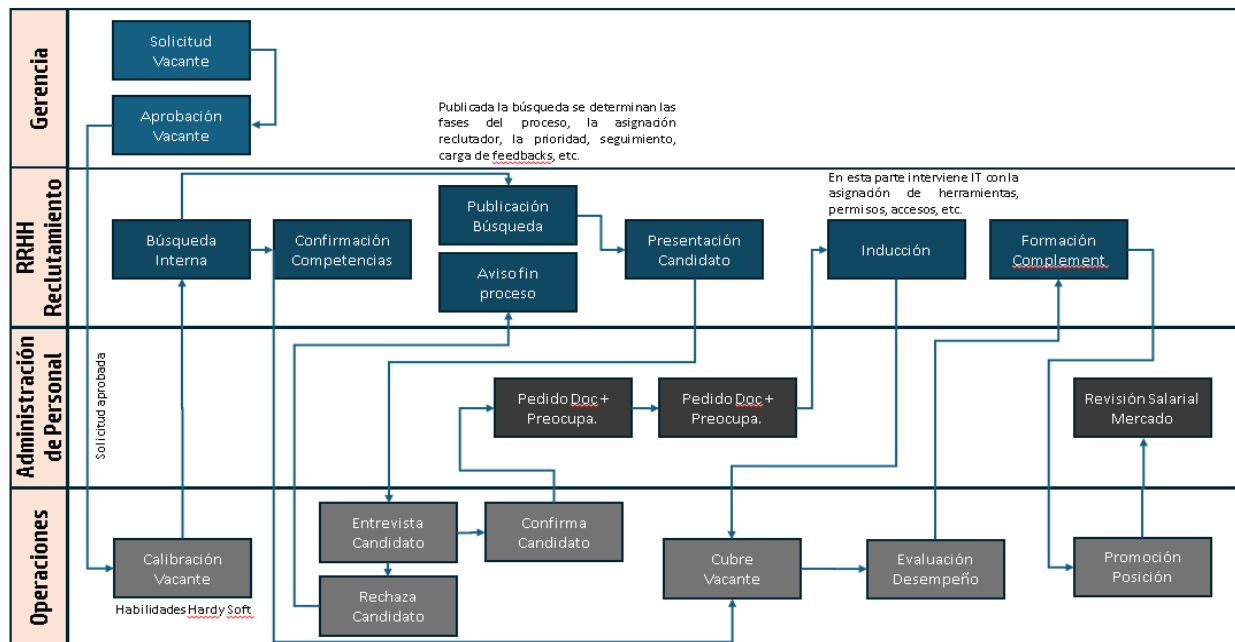 Gerencia
Solicitud
Vacante
Aprobación
Vacante
Publicada la búsqueda se determinan las
fases del proceso, la asignación
reclutador, la prioridad, seguimiento,
carga de feedbacks, etc.
RRHH
Reclutamiento
Búsqueda
Interna
Confirmación
Competencias
Publicación
Búsqueda
Aviso fin
proceso
Presentación
Candidato
En esta parte interviene IT con la
asignación de herramientas,
permisos, accesos, etc.
Inducción
Formación
Complement
Administración
de Personal
Solicitud aprobada
Pedido Doc +
Preocupa.
Pedido Doc +
Preocupa.
Revisión Salarial
Mercado
Operaciones
Calibración
Vacante
Habilidades Hard y Soft
Entrevista
Candidato
Confirma
Candidato
Rechaza
Candidato
Cubre
Vacante
Evaluación
Desempeño
Promoción
Posición